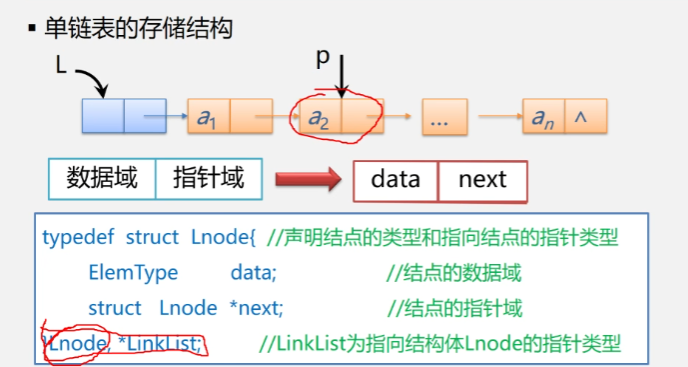 ▪ 单链表的存储结构
L
p
a1 a2 … an ∧
数据域 指针域 data next
typedef struct Lnode{ //声明结点的类型和指向结点的指针类型
ElemType data; //结点的数据域
struct Lnode *next; //结点的指针域
}Lnode, *LinkList; //LinkList为指向结构体Lnode的指针类型